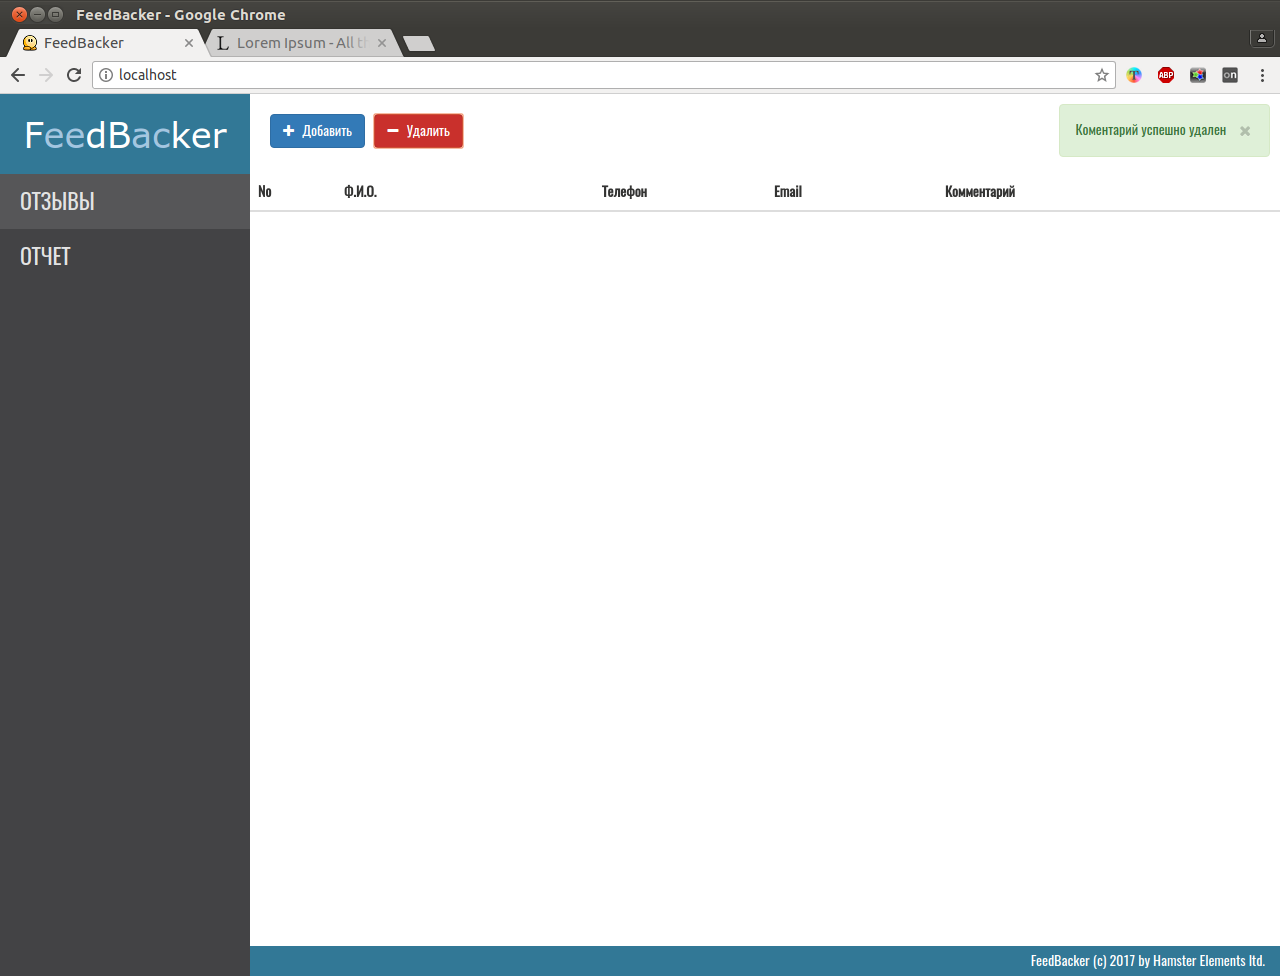 FeedBacker - Google Chrome
FeedBacker
Lorem Ipsum - All th
localhost
ABP
on
FeedBacker
Добавить
Удалить
Коментарий успешно удален
ОТЗЫВЫ
ОТЧЕТ
No Ф.И.О. Телефон Email Комментарий
FeedBacker (c) 2017 by Hamster Elements ltd.